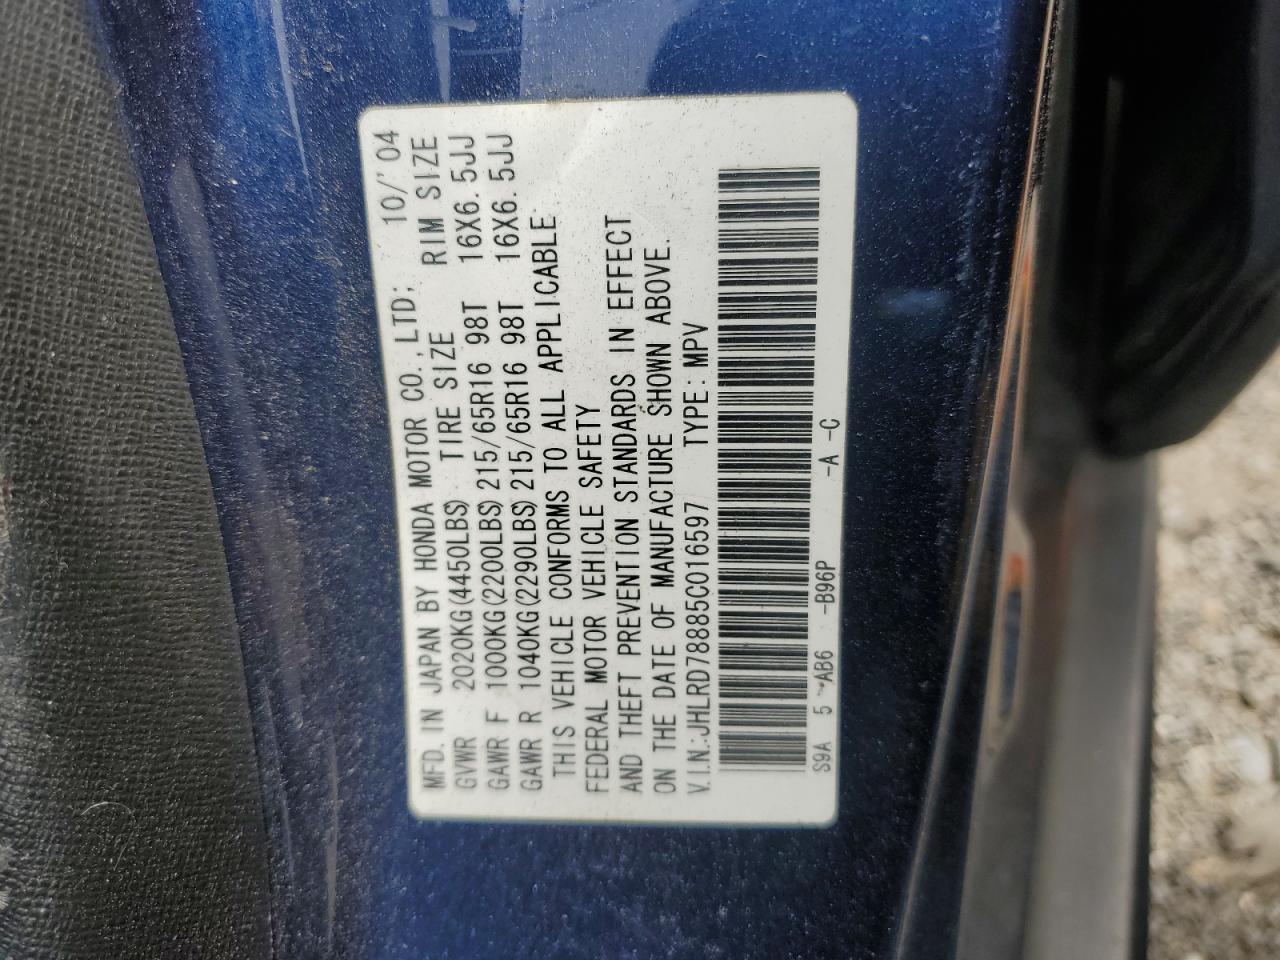 MFD. IN JAPAN BY HONDA MOTOR CO., LTD; 10/'04
GVWR 2020KG(4450LBS) TIRE SIZE RIM SIZE
GAWR F 1000KG(2200LBS) 215/65R16 98T 16X6.5JJ
GAWR R 1040KG(2290LBS) 215/65R16 98T 16X6.5JJ
THIS VEHICLE CONFORMS TO ALL APPLICABLE
FEDERAL MOTOR VEHICLE SAFETY
AND THEFT PREVENTION STANDARDS IN EFFECT
ON THE DATE OF MANUFACTURE SHOWN ABOVE.
V.I.N.:JHLRD78885C016597 TYPE: MPV
S9A 5 -*AB6 -B96P -A -C